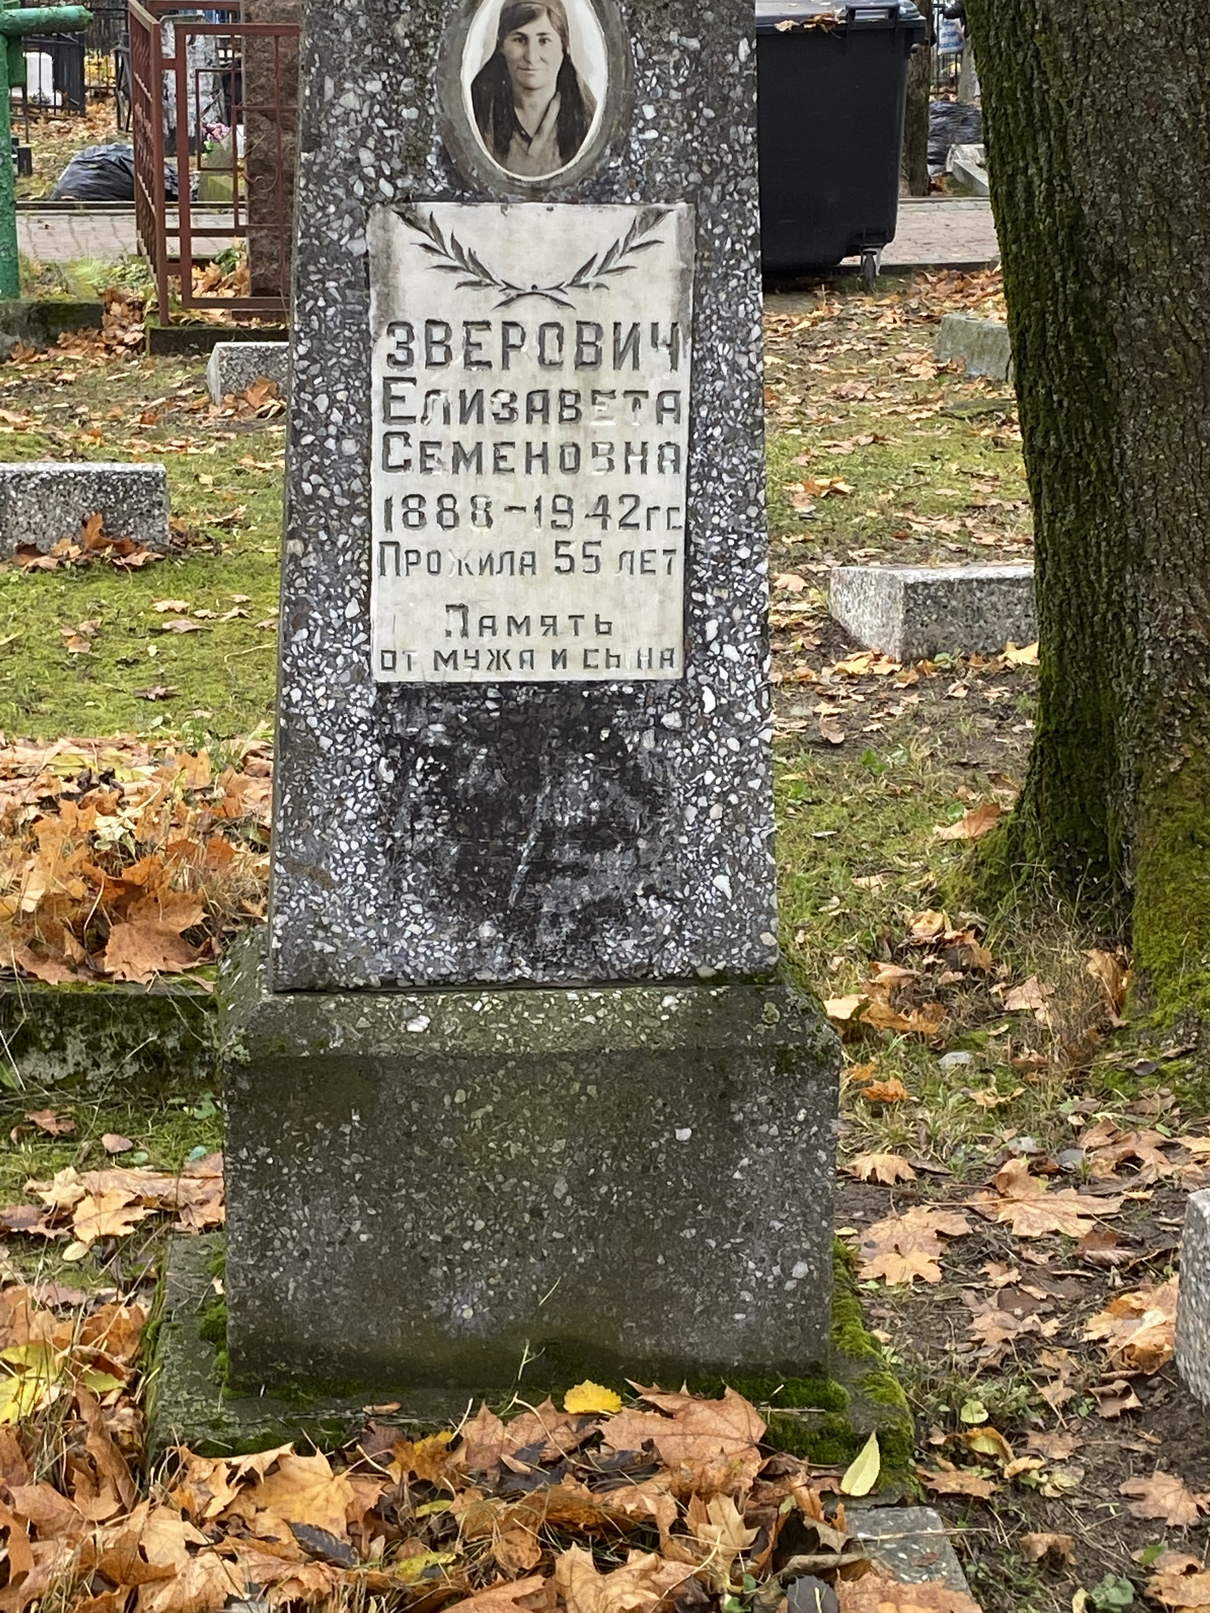 ЗВЕРОВИЧ
ЕЛИЗАВЕТА
СЕМЕНОВНА
1888-1942гг
ПРОЖИЛА 55 ЛЕТ
ПАМЯТЬ
ОТ МУЖА И СЫНА